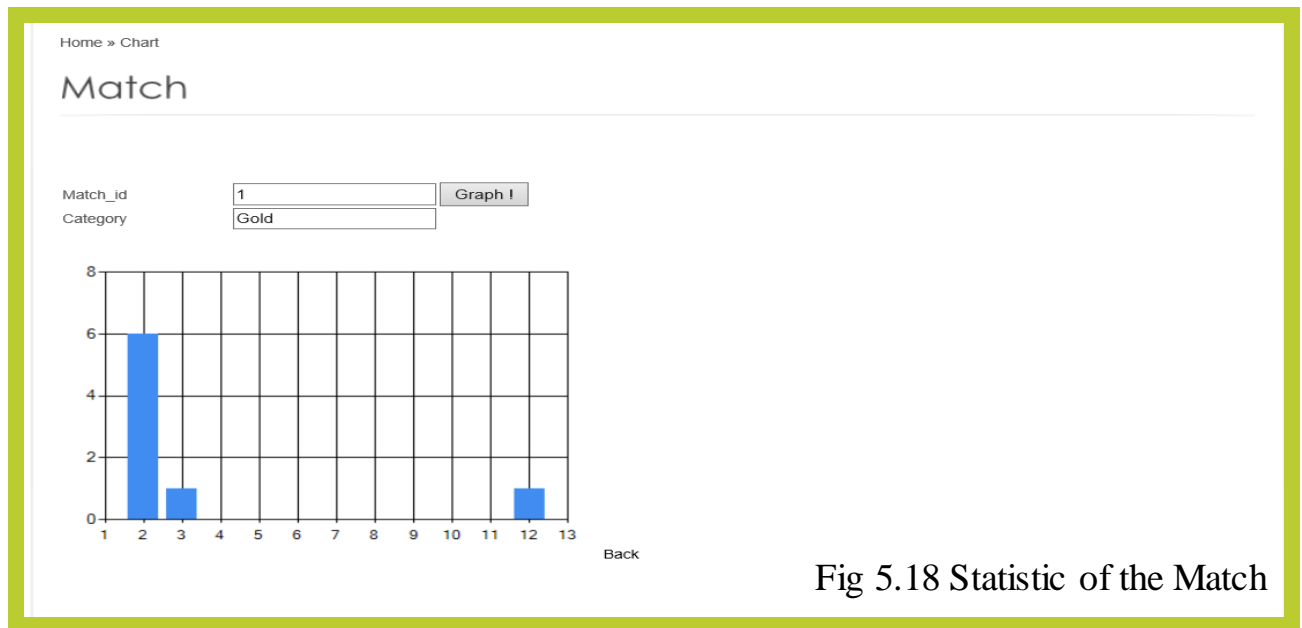 Home » Chart
Match
Match_id 1 Graph !
Category Gold
8
6
4
2
0
1 2 3 4 5 6 7 8 9 10 11 12 13
Back
Fig 5.18 Statistic of the Match